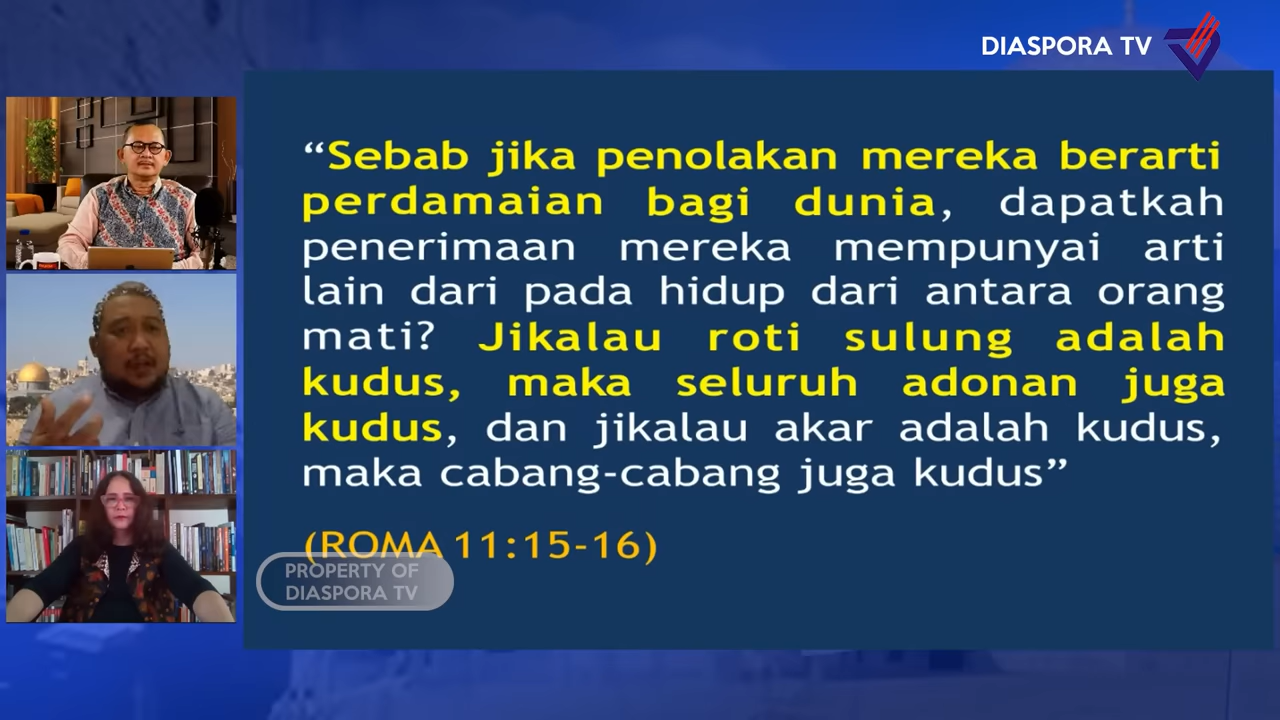 DIASPORA TV
“Sebab jika penolakan mereka berarti
perdamaian bagi dunia, dapatkah
penerimaan mereka mempunyai arti
lain dari pada hidup dari antara orang
mati? Jikalau roti sulung adalah
kudus, maka seluruh adonan juga
kudus, dan jikalau akar adalah kudus,
maka cabang-cabang juga kudus”
(ROMA 11:15-16)
PROPERTY OF
DIASPORA TV